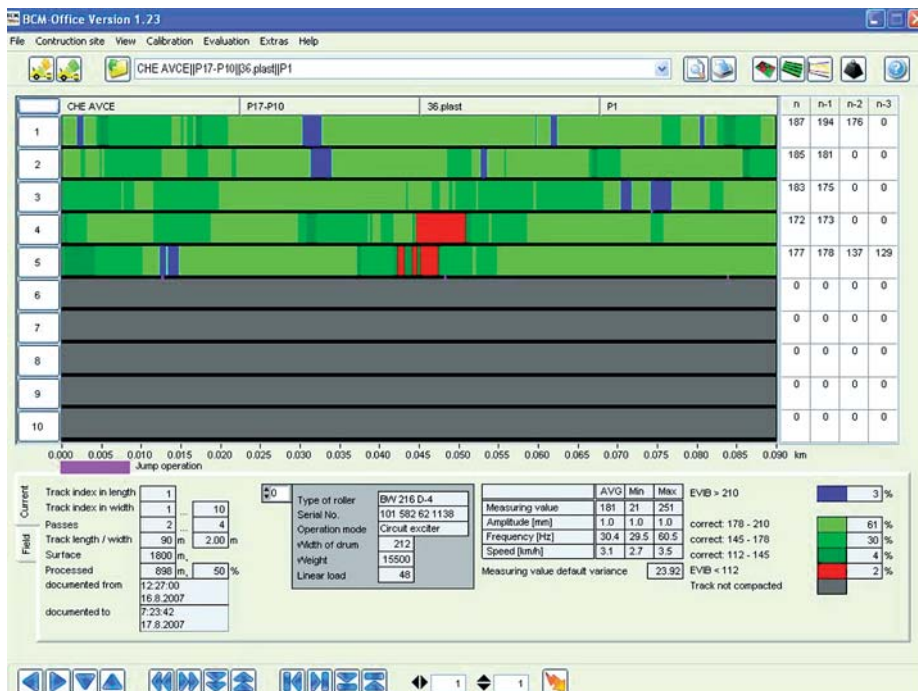 BCM-Office Version 1.23
File Contruction site View Calibration Evaluation Extras Help
CHE AVCE||P17-P10||36.plast||P1
CHE AVCE P17-P10 36.plast P1 n n-1 n-2 n-3
1 187 194 176 0
2 185 181 0 0
3 183 175 0 0
4 172 173 0 0
5 177 178 137 129
6 0 0 0 0
7 0 0 0 0
8 0 0 0 0
9 0 0 0 0
10 0 0 0 0
0.000 0.005 0.010 0.015 0.020 0.025 0.030 0.035 0.040 0.045 0.050 0.055 0.060 0.065 0.070 0.075 0.080 0.085 0.090 km
Jump operation
Current
Field
Track index in length 1
Track index in width 1 ... 10
Passes 2 ... 4
Track length / width 90 m 2.00 m
Surface 1800 m,
Processed 898 m, 50 %
documented from 12:27:00
16.8.2007
documented to 7:23:42
17.8.2007
0
Type of roller BW 216 D-4
Serial No. 101 582 62 1138
Operation mode Circuit exciter
Width of drum 212
Weight 15500
Linear load 48
AVG Min Max
Measuring value 181 21 251
Amplitude [mm] 1.0 1.0 1.0
Frequency [Hz] 30.4 29.5 60.5
Speed [km/h] 3.1 2.7 3.5
Measuring value default variance 23.92
EVIB > 210 3 %
correct: 178 - 210 61 %
correct: 145 - 178 30 %
correct: 112 - 145 4 %
EVIB < 112 2 %
Track not compacted
1 1